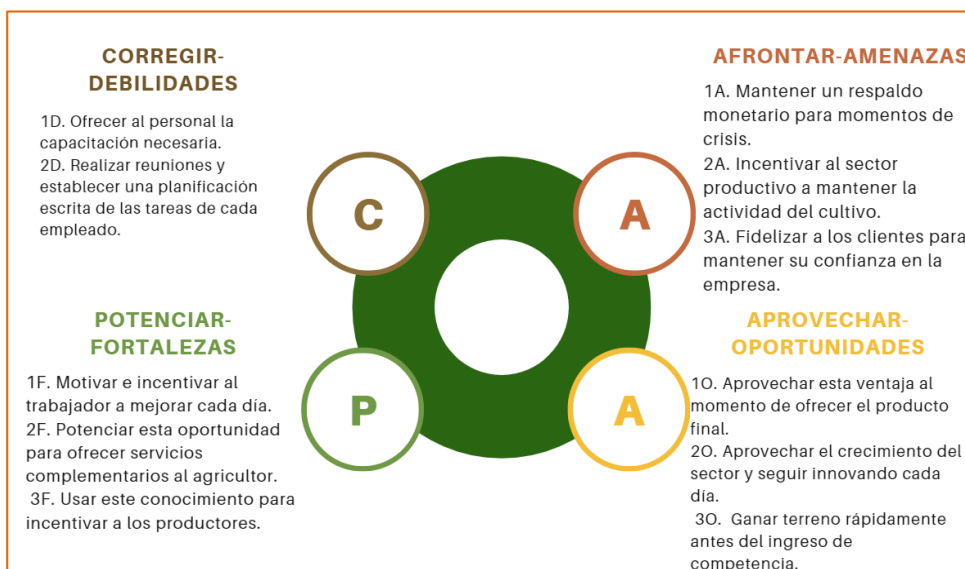 CORREGIR-
DEBILIDADES
1D. Ofrecer al personal la
capacitación necesaria.
2D. Realizar reuniones y
establecer una planificación
escrita de las tareas de cada
empleado.
C
AFRONTAR-AMENAZAS
1A. Mantener un respaldo
monetario para momentos de
crisis.
2A. Incentivar al sector
productivo a mantener la
actividad del cultivo.
3A. Fidelizar a los clientes para
mantener su confianza en la
empresa.
A
POTENCIAR-
FORTALEZAS
1F. Motivar e incentivar al
trabajador a mejorar cada día.
2F. Potenciar esta oportunidad
para ofrecer servicios
complementarios al agricultor.
3F. Usar este conocimiento para
incentivar a los productores.
P
APROVECHAR-
OPORTUNIDADES
1O. Aprovechar esta ventaja al
momento de ofrecer el producto
final.
2O. Aprovechar el crecimiento del
sector y seguir innovando cada
día.
3O. Ganar terreno rápidamente
antes del ingreso de
competencia.
A